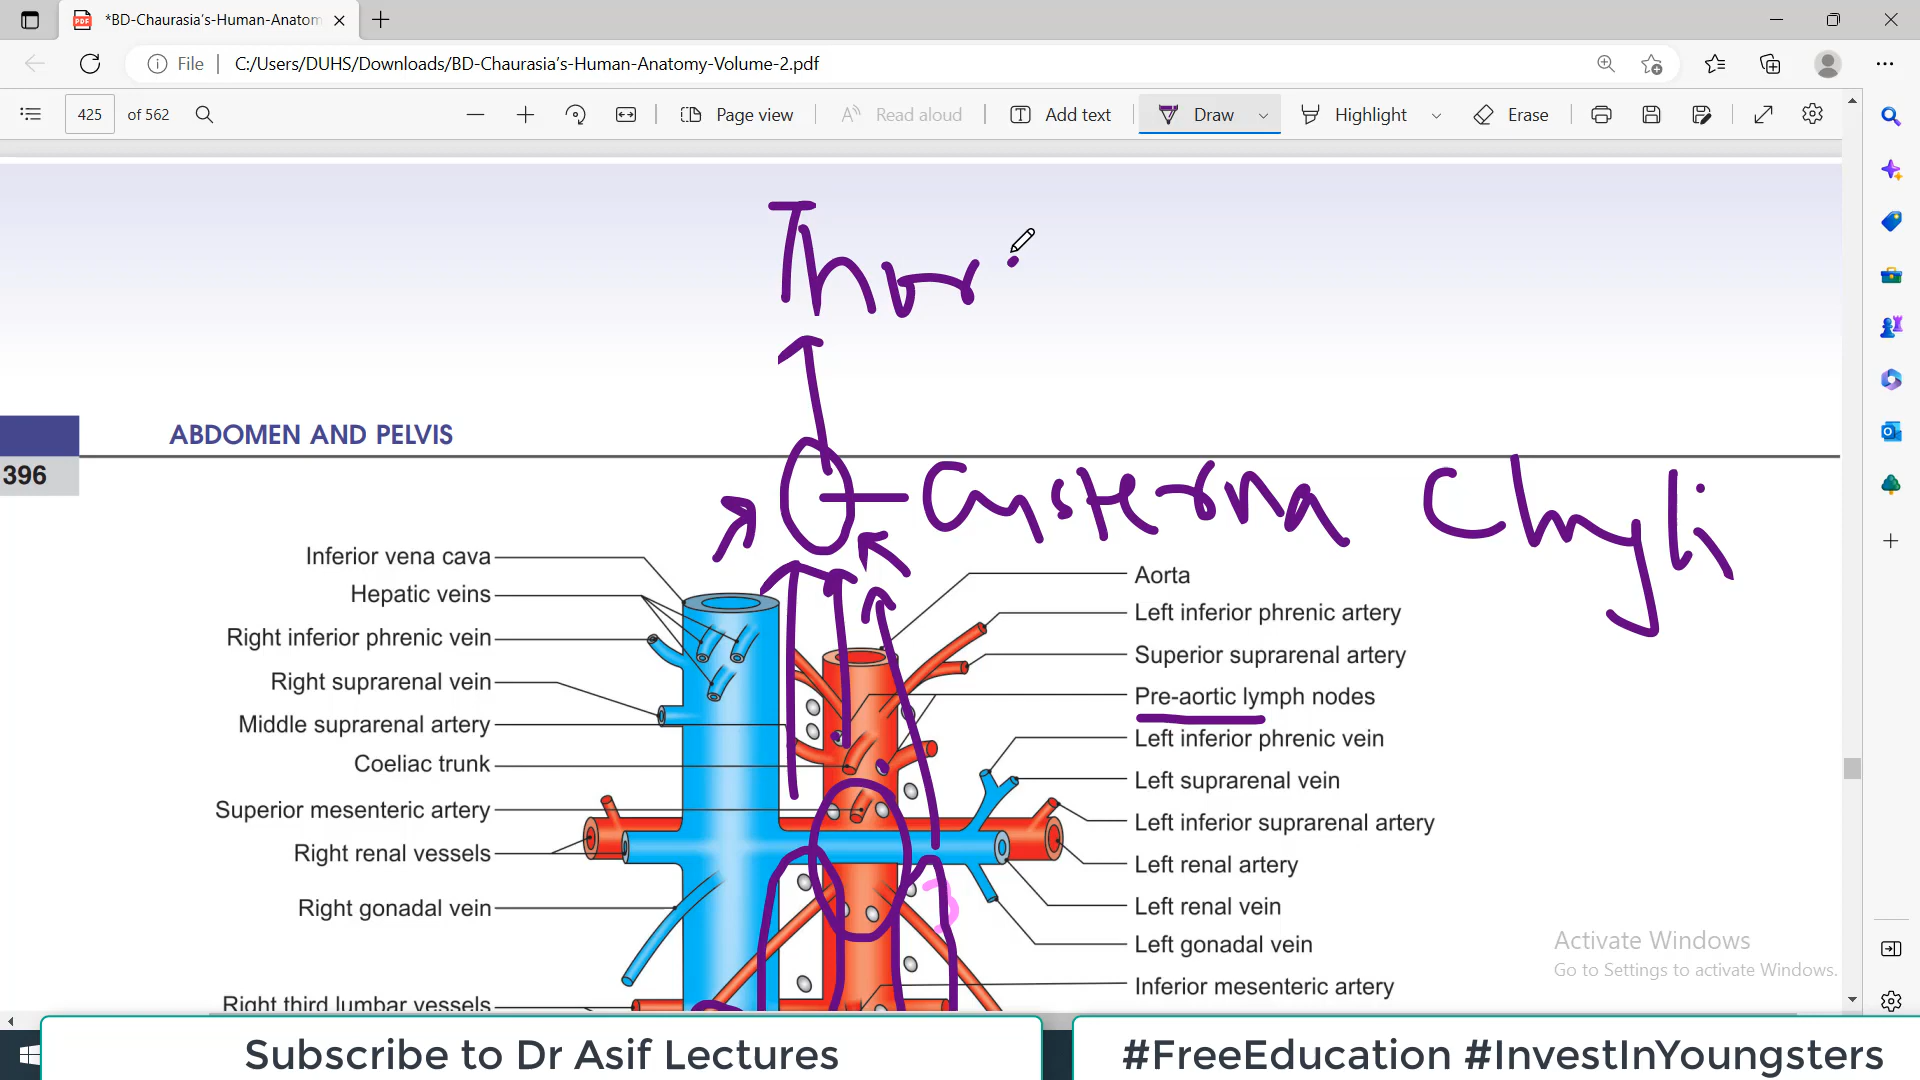 *BD-Chaurasia's-Human-Anatom
File
C:/Users/DUHS/Downloads/BD-Chaurasia's-Human-Anatomy-Volume-2.pdf
425 of 562
Page view
Read aloud
Add text
Draw
Highlight
Erase
Thor
ABDOMEN AND PELVIS
396
Cysterna Chyli
Inferior vena cava
Hepatic veins
Right inferior phrenic vein
Right suprarenal vein
Middle suprarenal artery
Coeliac trunk
Superior mesenteric artery
Right renal vessels
Right gonadal vein
Right third lumbar vessels
Aorta
Left inferior phrenic artery
Superior suprarenal artery
Pre-aortic lymph nodes
Left inferior phrenic vein
Left suprarenal vein
Left inferior suprarenal artery
Left renal artery
Left renal vein
Left gonadal vein
Inferior mesenteric artery
Activate Windows
Go to Settings to activate Windows.
Subscribe to Dr Asif Lectures
#FreeEducation #InvestInYoungsters